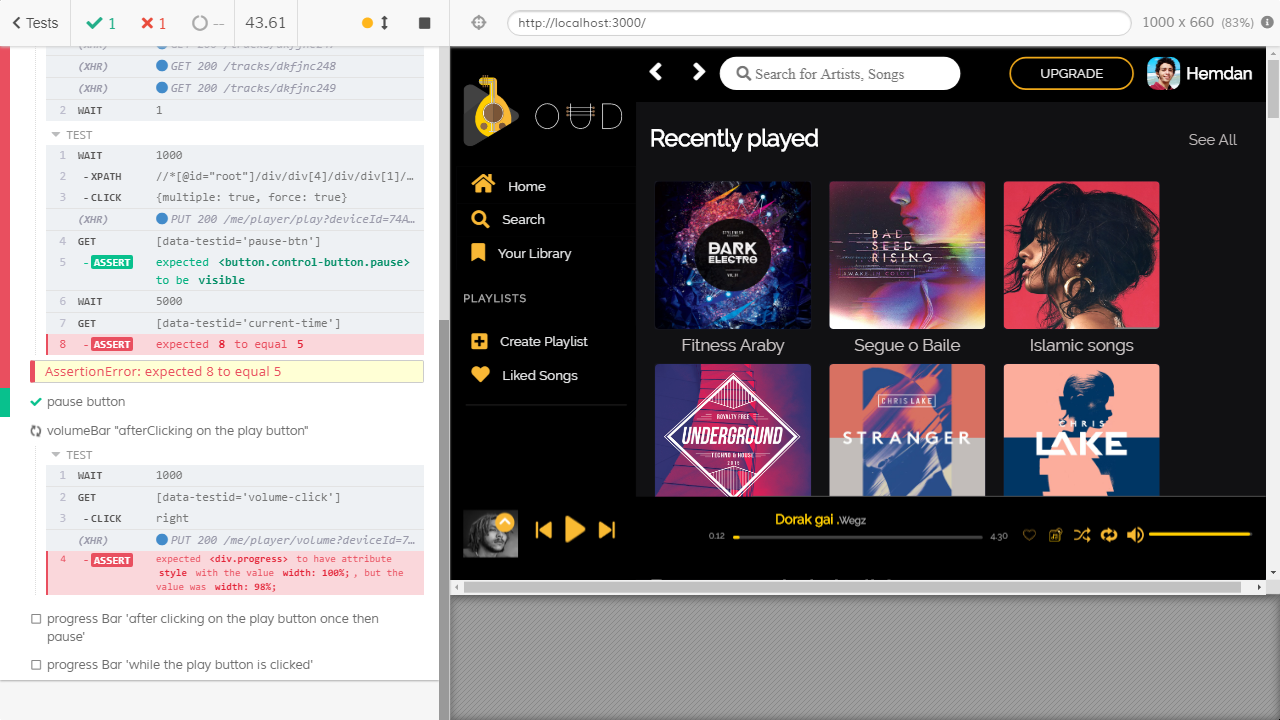 Tests
1
1
--
43.61
http://localhost:3000/
1000 x 660 (83%)
(XHR) GET 200 /tracks/dkfjnc248
(XHR) GET 200 /tracks/dkfjnc249
2 WAIT 1
TEST
1 WAIT 1000
2 -XPATH //*[@id="root"]/div/div[4]/div/div[1]/…
3 -CLICK {multiple: true, force: true}
(XHR) PUT 200 /me/player/play?deviceId=74A…
4 GET [data-testid='pause-btn']
5 -ASSERT expected <button.control-button.pause>
to be visible
6 WAIT 5000
7 GET [data-testid='current-time']
8 -ASSERT expected 8 to equal 5
AssertionError: expected 8 to equal 5
pause button
volumeBar "afterClicking on the play button"
TEST
1 WAIT 1000
2 GET [data-testid='volume-click']
3 -CLICK right
(XHR) PUT 200 /me/player/volume?deviceId=7…
4 -ASSERT expected <div.progress> to have attribute
style with the value width: 100%;, but the
value was width: 98%;
progress Bar 'after clicking on the play button once then
pause'
progress Bar 'while the play button is clicked'
OUD
Home
Search
Your Library
PLAYLISTS
Create Playlist
Liked Songs
Search for Artists, Songs
UPGRADE
Hemdan
Recently played
See All
DARK
ELECTRO
BAD
SEED
RISING
AWAKE IN COLOR
Fitness Araby
Segue o Baile
Islamic songs
ROYALTY FREE
UNDERGROUND
TECHNO & HOUSE
2015
CHRIS LAKE
STRANGER
CHRIS
LAKE
Dorak gai .Wegz
0.12
4.30